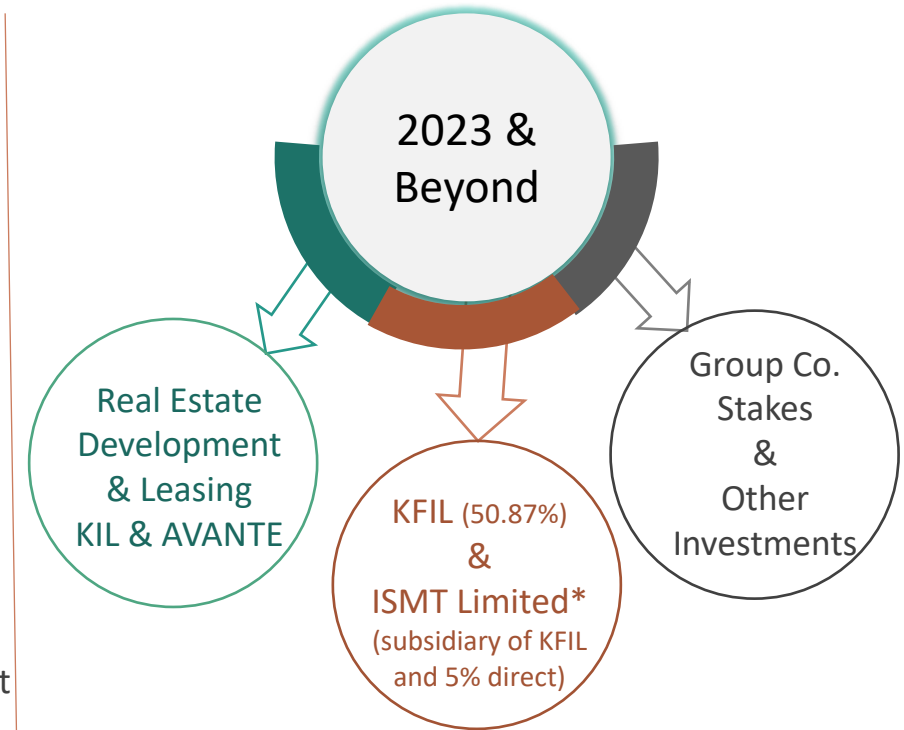 2023 &
Beyond
Real Estate
Development
& Leasing
KIL & AVANTE
KFIL (50.87%)
&
ISMT Limited*
(subsidiary of KFIL
and 5% direct)
Group Co.
Stakes
&
Other
Investments
t